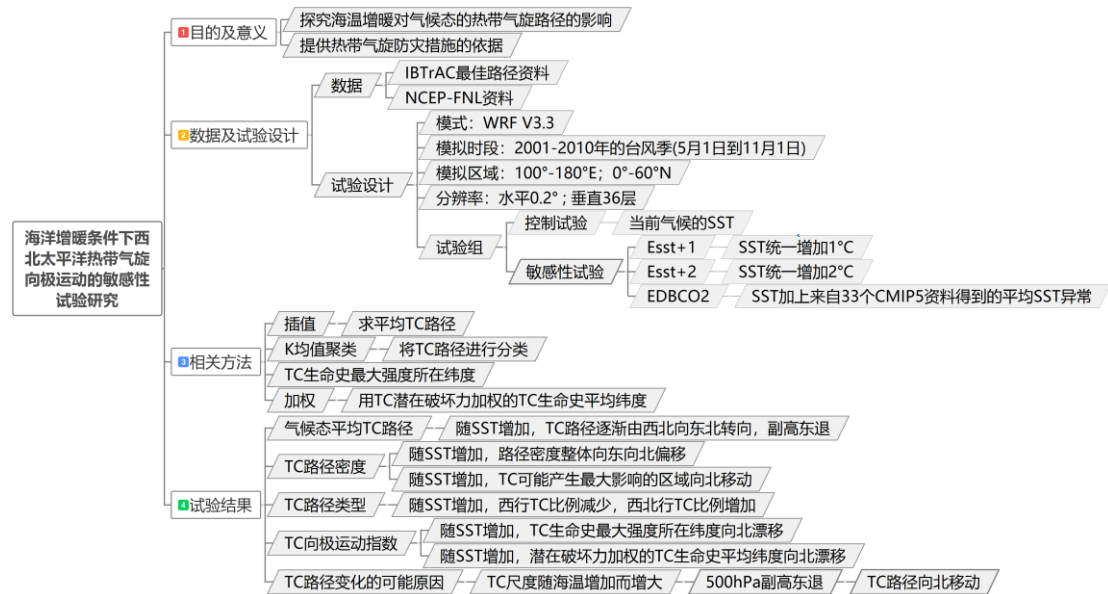 海洋增暖条件下西
北太平洋热带气旋
向极运动的敏感性
试验研究
1 目的及意义
探究海温增暖对气候态的热带气旋路径的影响
提供热带气旋防灾措施的依据
2 数据及试验设计
数据
IBTrAC最佳路径资料
NCEP-FNL资料
试验设计
模式：WRF V3.3
模拟时段：2001-2010年的台风季(5月1日到11月1日)
模拟区域：100°-180°E；0°-60°N
分辨率：水平0.2°；垂直36层
试验组
控制试验
当前气候的SST
敏感性试验
Esst+1
SST统一增加1°C
Esst+2
SST统一增加2°C
EDBCO2
SST加上来自33个CMIP5资料得到的平均SST异常
3 相关方法
插值
求平均TC路径
K均值聚类
将TC路径进行分类
TC生命史最大强度所在纬度
加权
用TC潜在破坏力加权的TC生命史平均纬度
4 试验结果
气候态平均TC路径
随SST增加，TC路径逐渐由西北向东北转向，副高东退
TC路径密度
随SST增加，路径密度整体向东向北偏移
随SST增加，TC可能产生最大影响的区域向北移动
TC路径类型
随SST增加，西行TC比例减少，西北行TC比例增加
TC向极运动指数
随SST增加，TC生命史最大强度所在纬度向北漂移
随SST增加，潜在破坏力加权的TC生命史平均纬度向北漂移
TC路径变化的可能原因
TC尺度随海温增加而增大
500hPa副高东退
TC路径向北移动